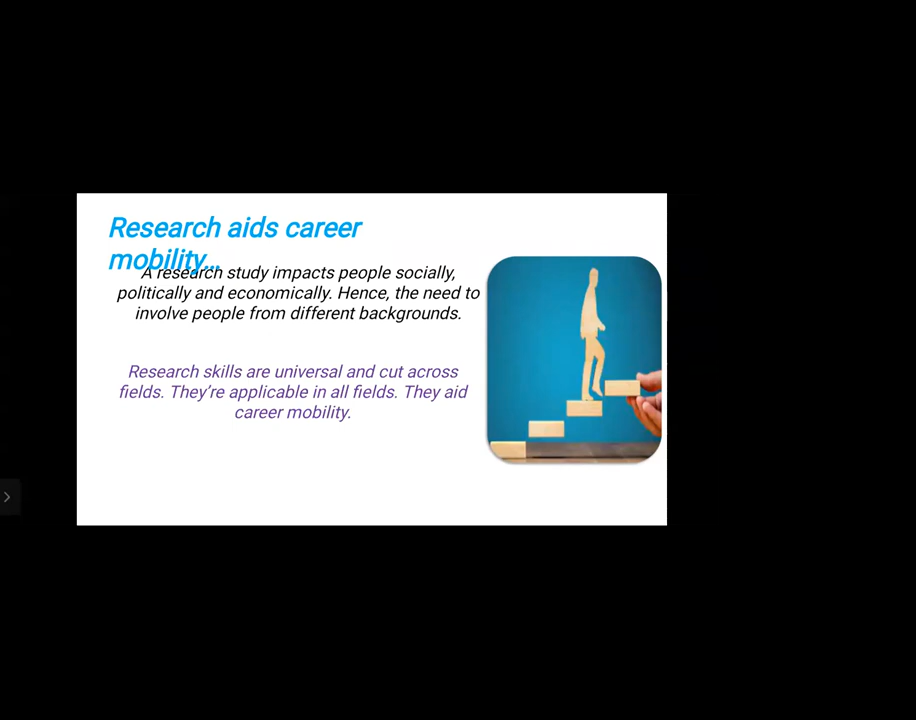 Research aids career
mobility...
A research study impacts people socially,
politically and economically. Hence, the need to
involve people from different backgrounds.
Research skills are universal and cut across
fields. They're applicable in all fields. They aid
career mobility.